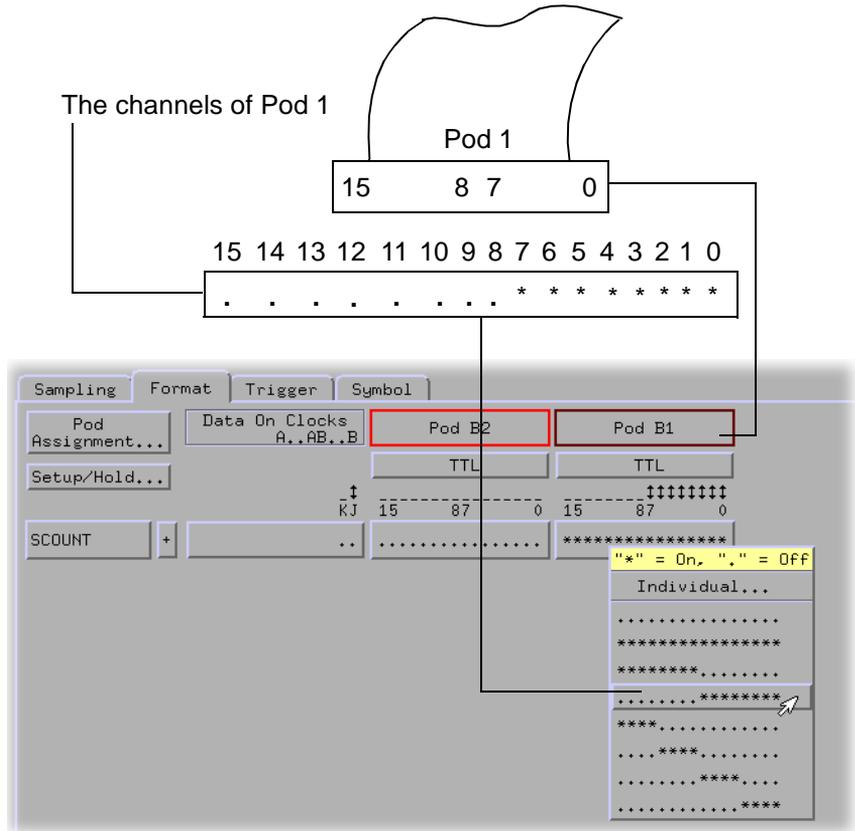 The channels of Pod 1
Pod 1
15 8 7 0
15 14 13 12 11 10 9 8 7 6 5 4 3 2 1 0
. . . . . . . . * * * * * * * *
Sampling Format Trigger Symbol
Pod Assignment... Data On Clocks Pod B2 Pod B1
A..AB..B
Setup/Hold... TTL TTL
KJ 15 87 0 15 87 0
SCOUNT + .. ................ ****************
"*" = On, "." = Off
Individual...
................
****************
********........
........********
****............
....****........
........****....
............****